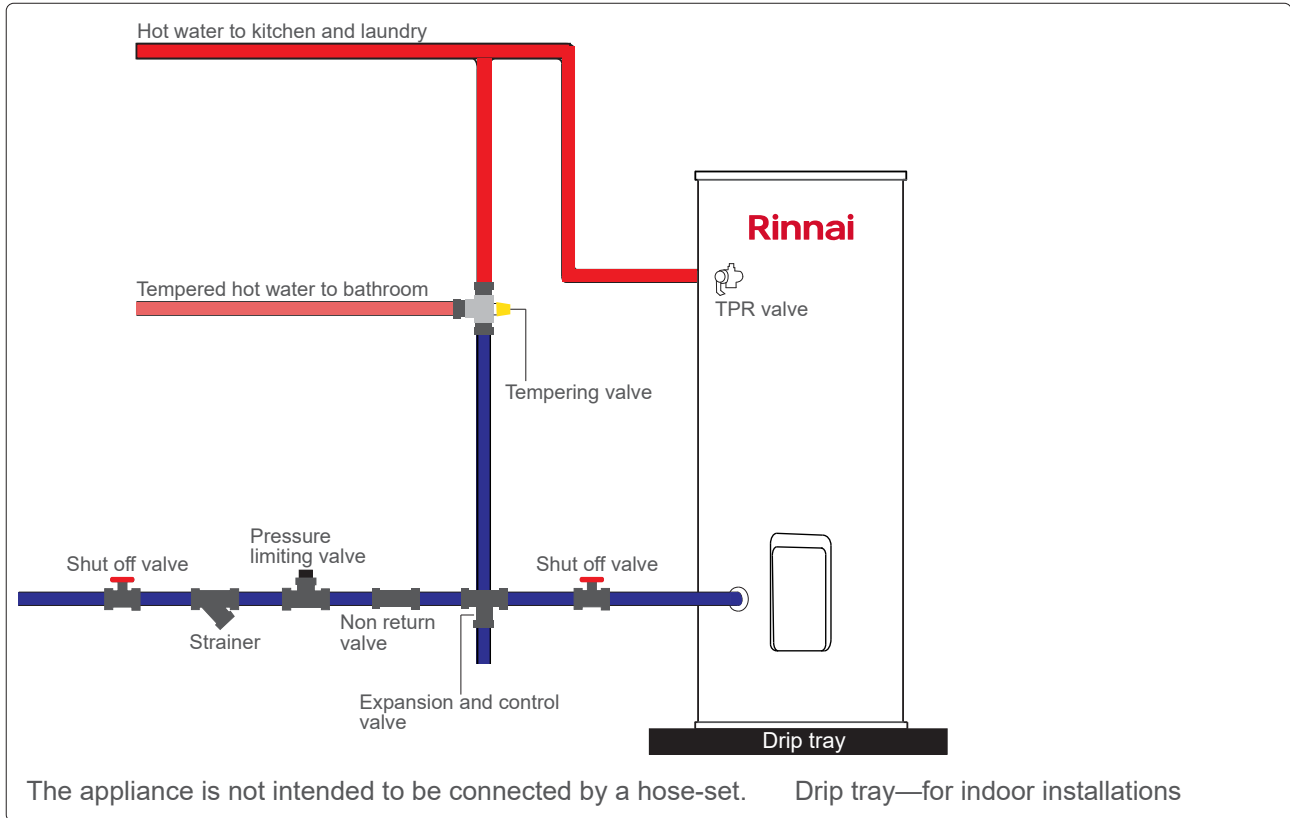 Hot water to kitchen and laundry
Rinnai
Tempered hot water to bathroom
TPR valve
Tempering valve
Shut off valve
Pressure
limiting valve
Shut off valve
Strainer
Non return
valve
Expansion and control
valve
Drip tray
The appliance is not intended to be connected by a hose-set.
Drip tray—for indoor installations